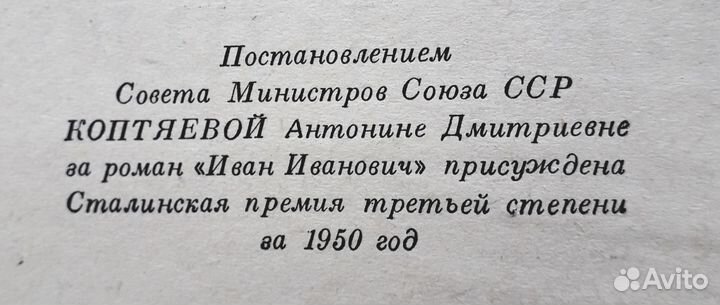 Постановлением
Совета Министров Союза ССР
КОПТЯЕВОЙ Антонине Дмитриевне
за роман «Иван Иванович» присуждена
Сталинская премия третьей степени
за 1950 год
Avito